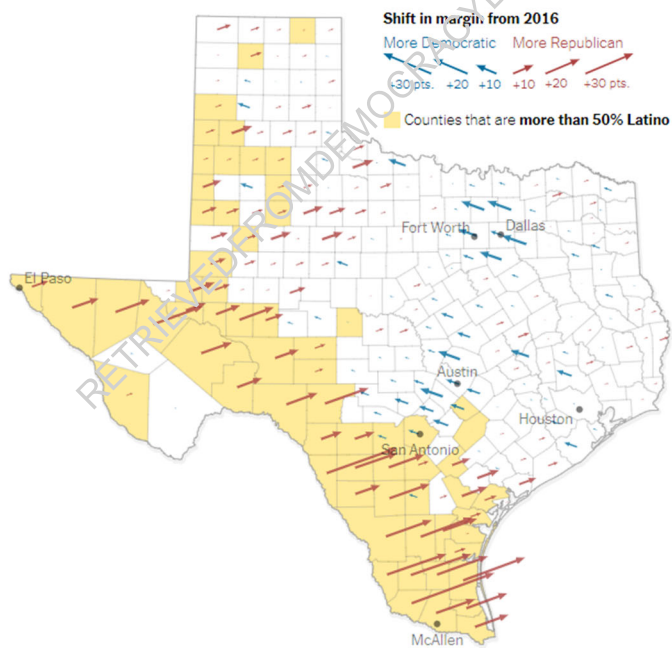 Shift in margin from 2016
More Democratic More Republican
+30 pts. +20 +10 +10 +20 +30 pts.
Counties that are more than 50% Latino
RETRIEVEDFROMDEMOCRACY
El Paso
Fort Worth
Dallas
Austin
Houston
San Antonio
McAllen